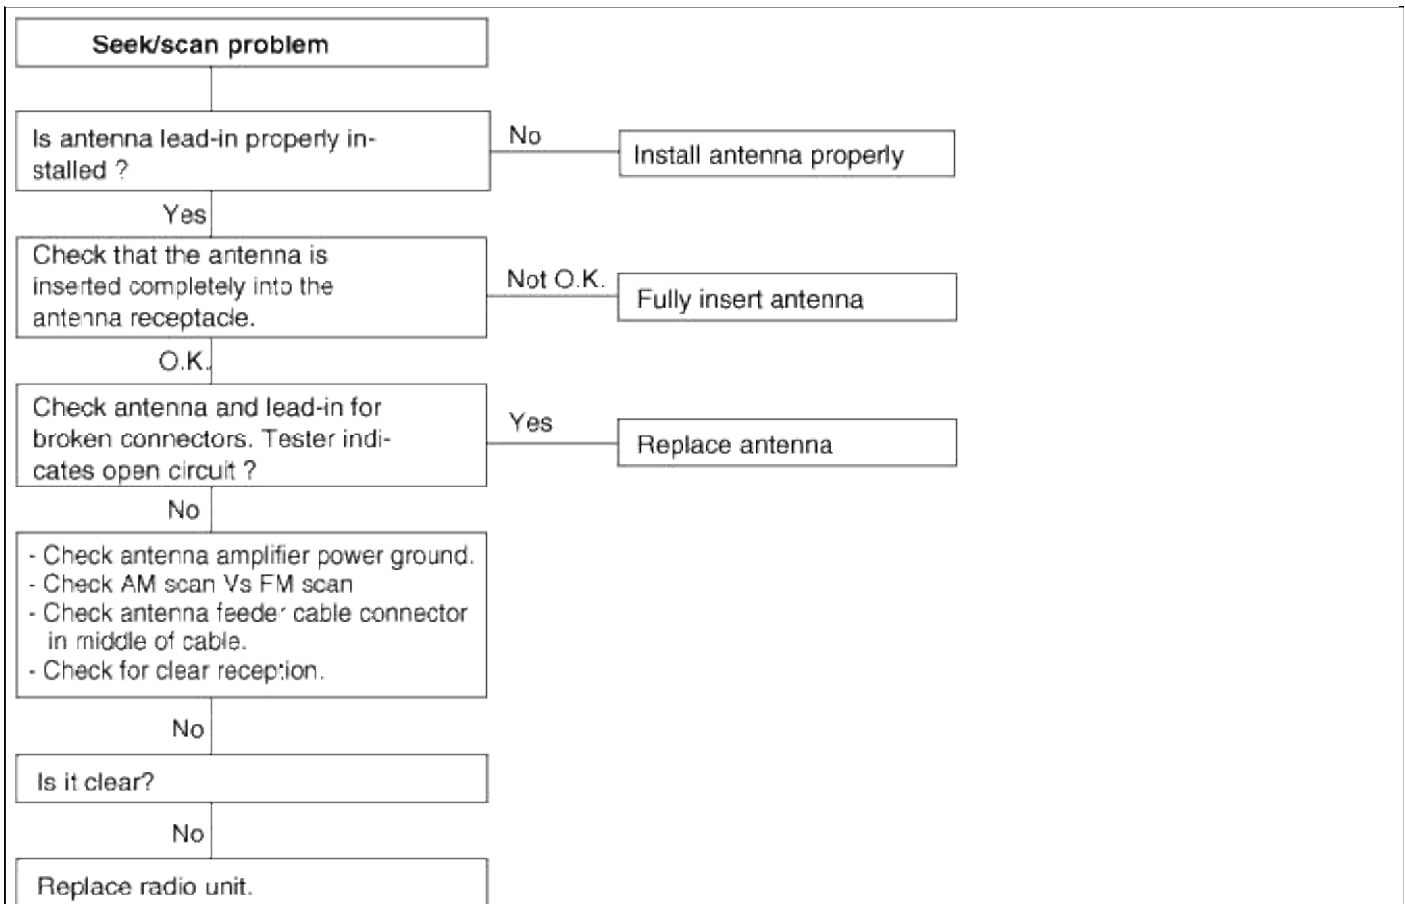 Seek/scan problem
Is antenna lead-in properly in-
stalled ?
No
Install antenna properly
Yes
Check that the antenna is
inserted completely into the
antenna receptacle.
Not O.K.
Fully insert antenna
O.K.
Check antenna and lead-in for
broken connectors. Tester indi-
cates open circuit ?
Yes
Replace antenna
No
- Check antenna amplifier power ground.
- Check AM scan Vs FM scan
- Check antenna feeder cable connector
in middle of cable.
- Check for clear reception.
No
Is it clear?
No
Replace radio unit.